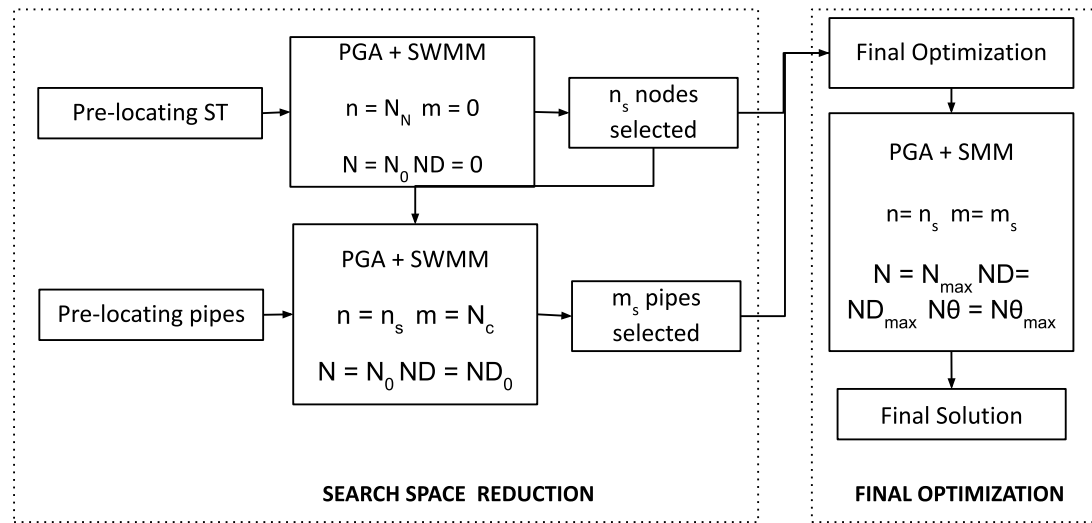 Pre-locating ST
PGA + SWMM
n = N_N m = 0
N = N_0 ND = 0
n_s nodes
selected
Pre-locating pipes
PGA + SWMM
n = n_s m = N_c
N = N_0 ND = ND_0
m_s pipes
selected
SEARCH SPACE REDUCTION
Final Optimization
PGA + SMM
n= n_s m= m_s
N = N_max ND=
ND_max Nθ = Nθ_max
Final Solution
FINAL OPTIMIZATION